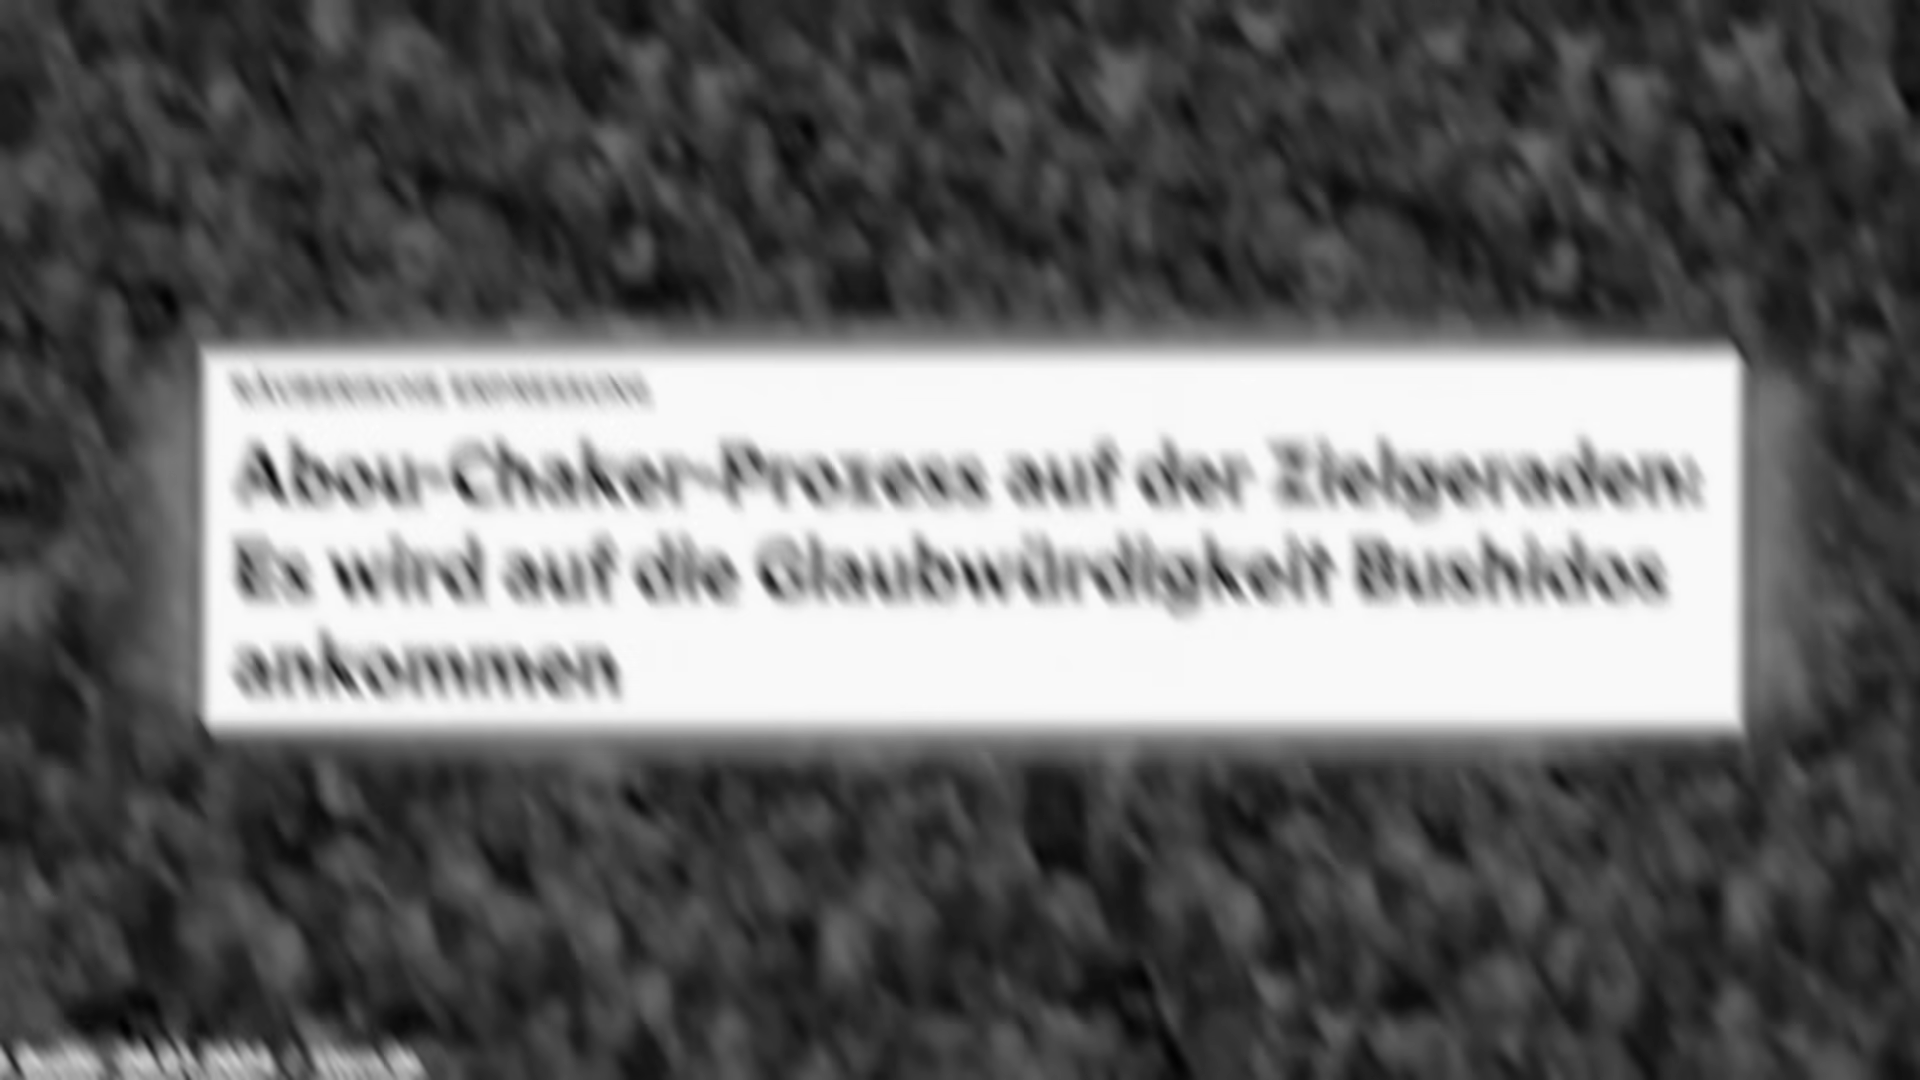 Abou-Chaker-Prozess auf der Zielgeraden:
Es wird auf die Glaubwürdigkeit Bushidos
ankommen